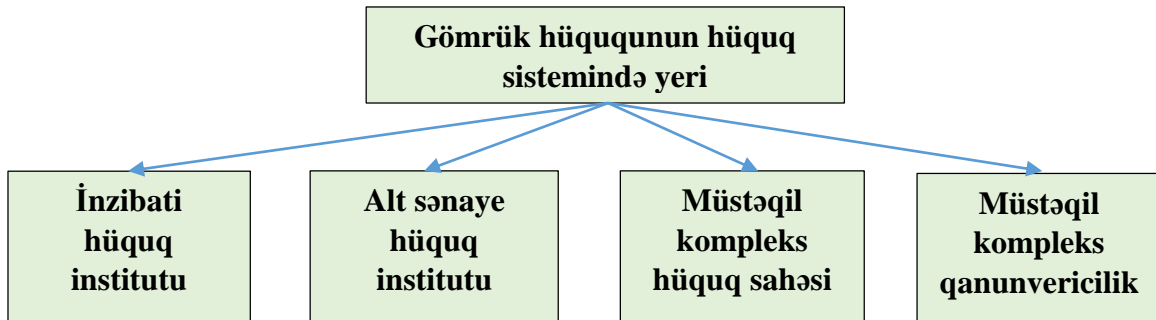 Gömrük hüququnun hüquq
sistemində yeri
İnzibati
hüquq
institutu
Alt sənaye
hüquq
institutu
Müstəqil
kompleks
hüquq sahəsi
Müstəqil
kompleks
qanunvericilik